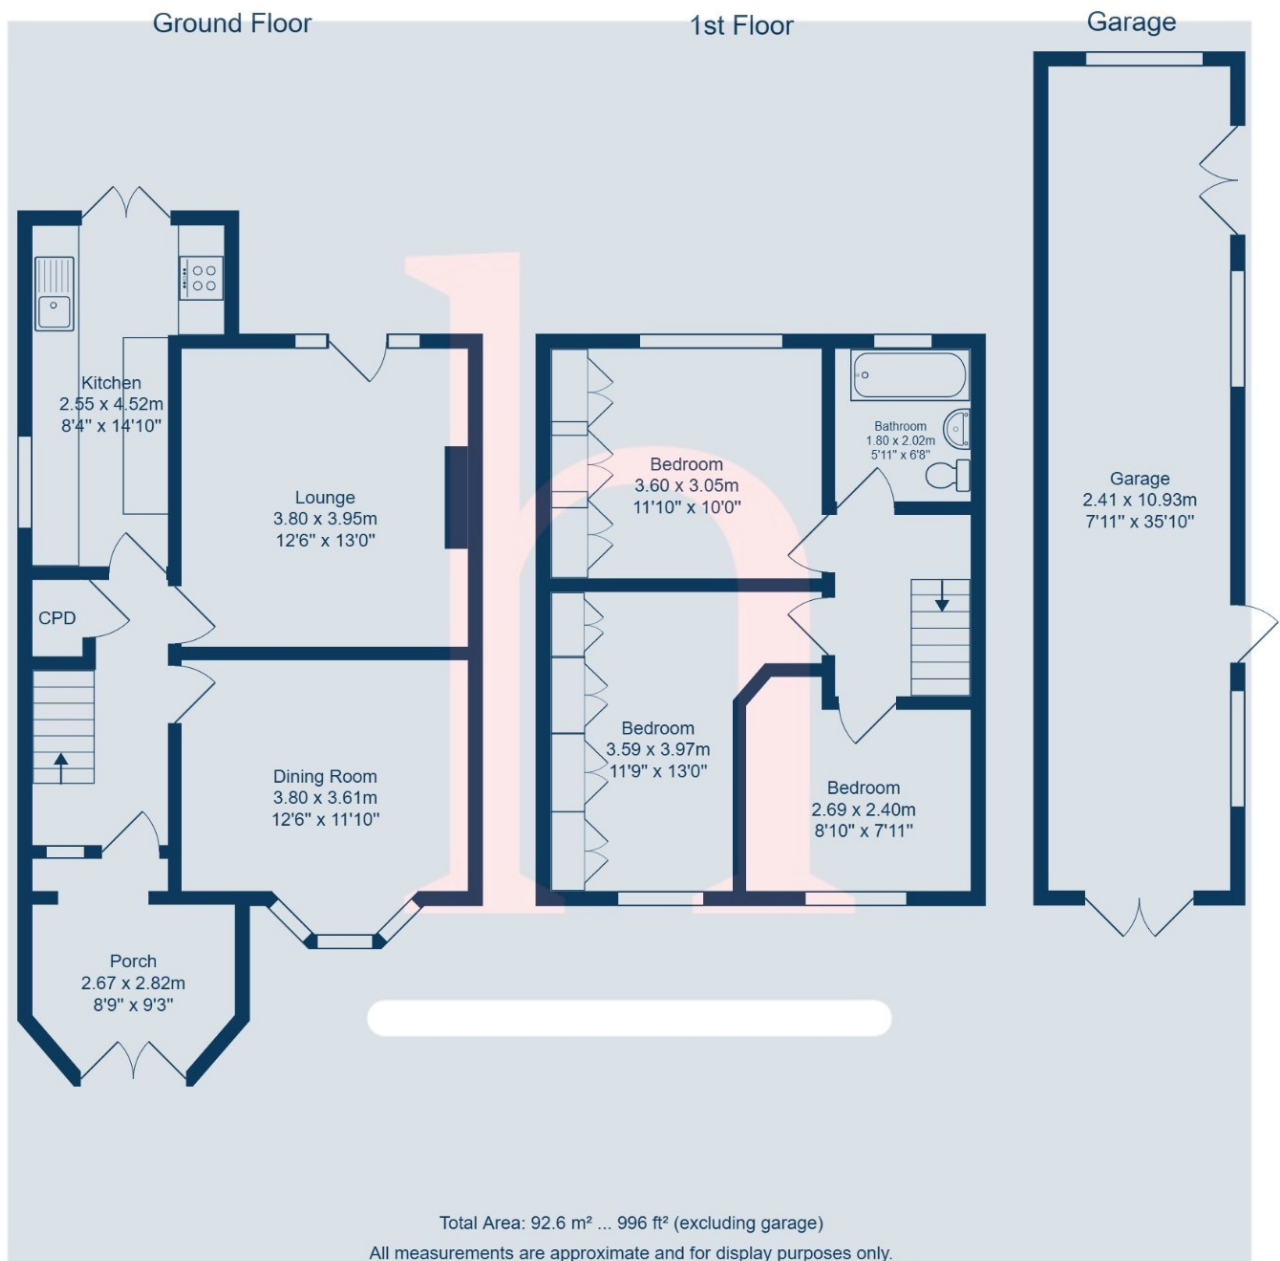 Ground Floor
1st Floor
Garage
Kitchen
2.55 x 4.52m
8'4" x 14'10"
Lounge
3.80 x 3.95m
12'6" x 13'0"
CPD
Dining Room
3.80 x 3.61m
12'6" x 11'10"
Porch
2.67 x 2.82m
8'9" x 9'3"
Bedroom
3.60 x 3.05m
11'10" x 10'0"
Bathroom
1.80 x 2.02m
5'11" x 6'8"
Bedroom
3.59 x 3.97m
11'9" x 13'0"
Bedroom
2.69 x 2.40m
8'10" x 7'11"
Garage
2.41 x 10.93m
7'11" x 35'10"
h
Total Area: 92.6 m² ... 996 ft² (excluding garage)
All measurements are approximate and for display purposes only.